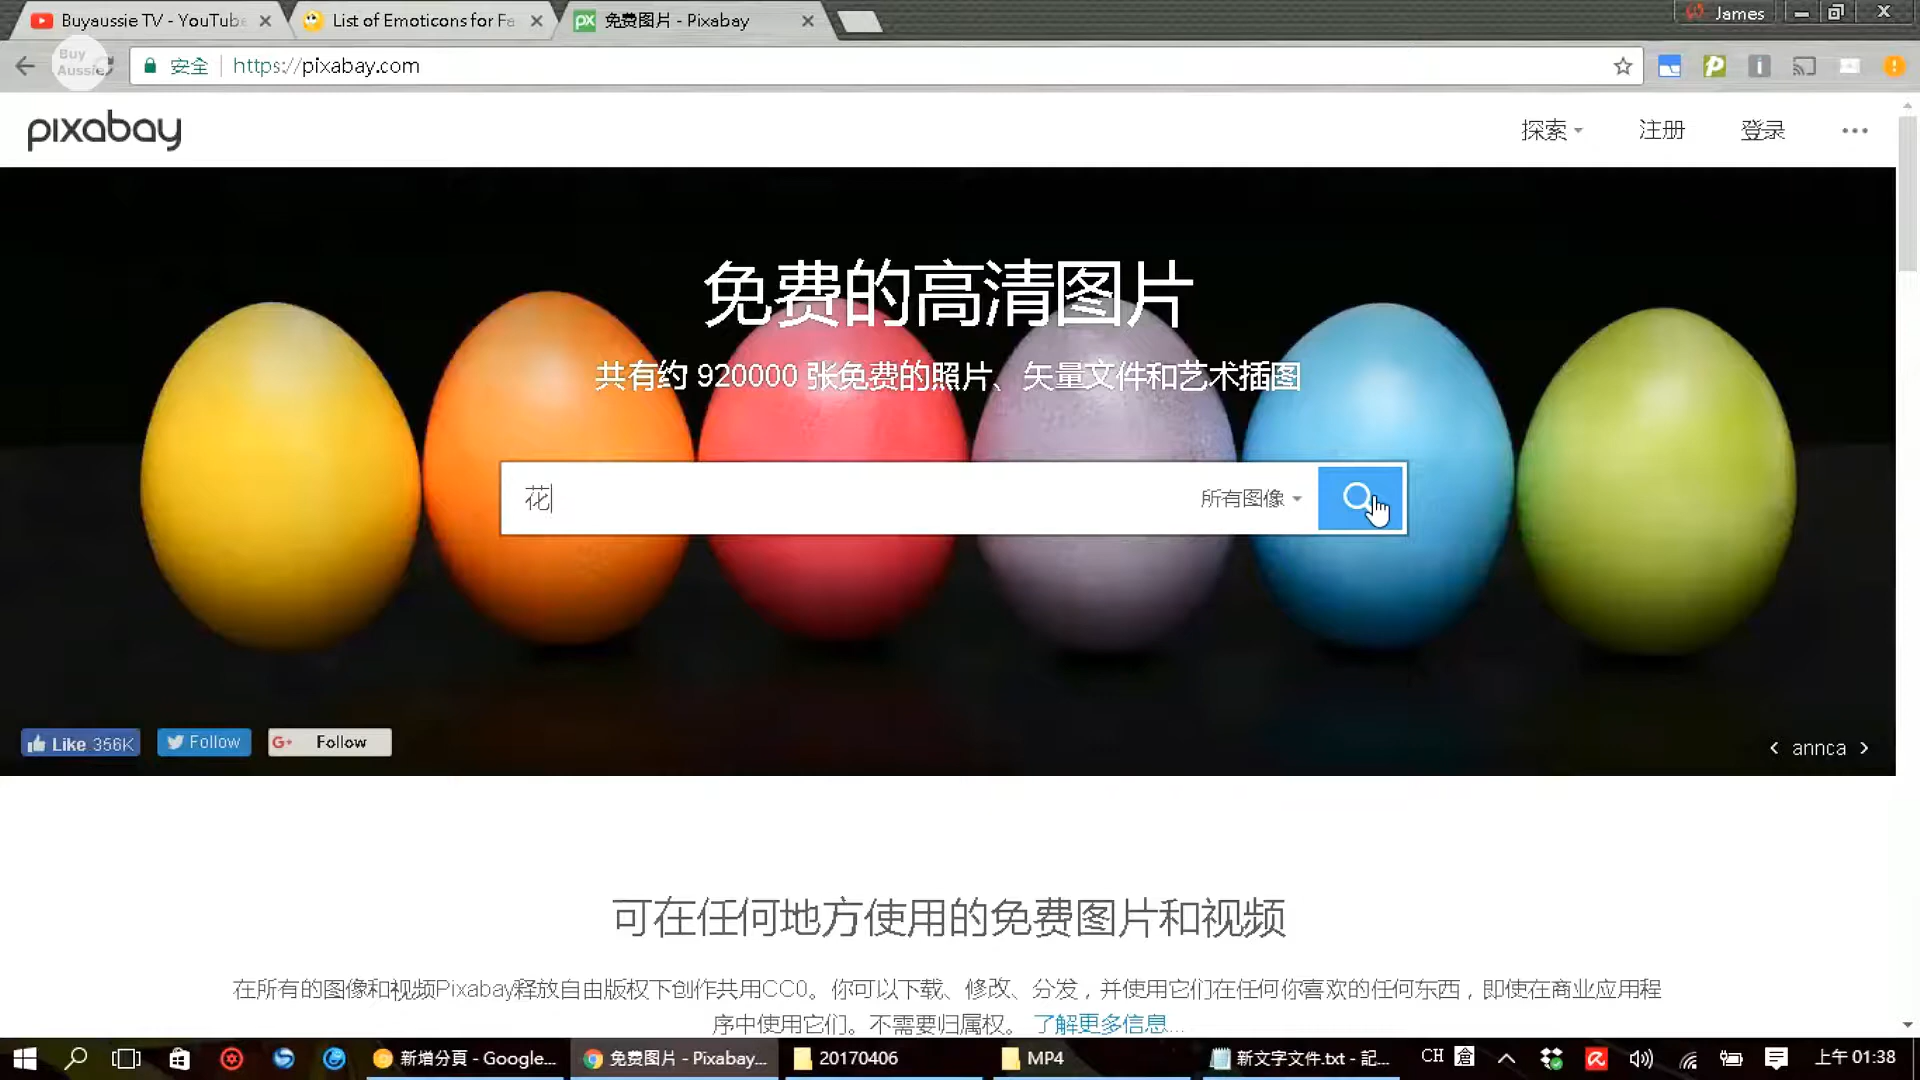 Buyaussie TV - YouTube
List of Emoticons for Fa
免费图片 - Pixabay
James
Buy
Aussie
安全
https://pixabay.com
pixabay
探索
注册
登录
免费的高清图片
共有约 920000 张免费的照片、矢量文件和艺术插图
花
所有图像
Like 356K
Follow
G+ Follow
annca
可在任何地方使用的免费图片和视频
在所有的图像和视频Pixabay释放自由版权下创作共用CC0。你可以下载、修改、分发，并使用它们在任何你喜欢的任何东西，即使在商业应用程
序中使用它们。不需要归属权。 了解更多信息...
新增分頁 - Google...
免费图片 - Pixabay...
20170406
MP4
新文字文件.txt - 記...
CH 倉
上午 01:38